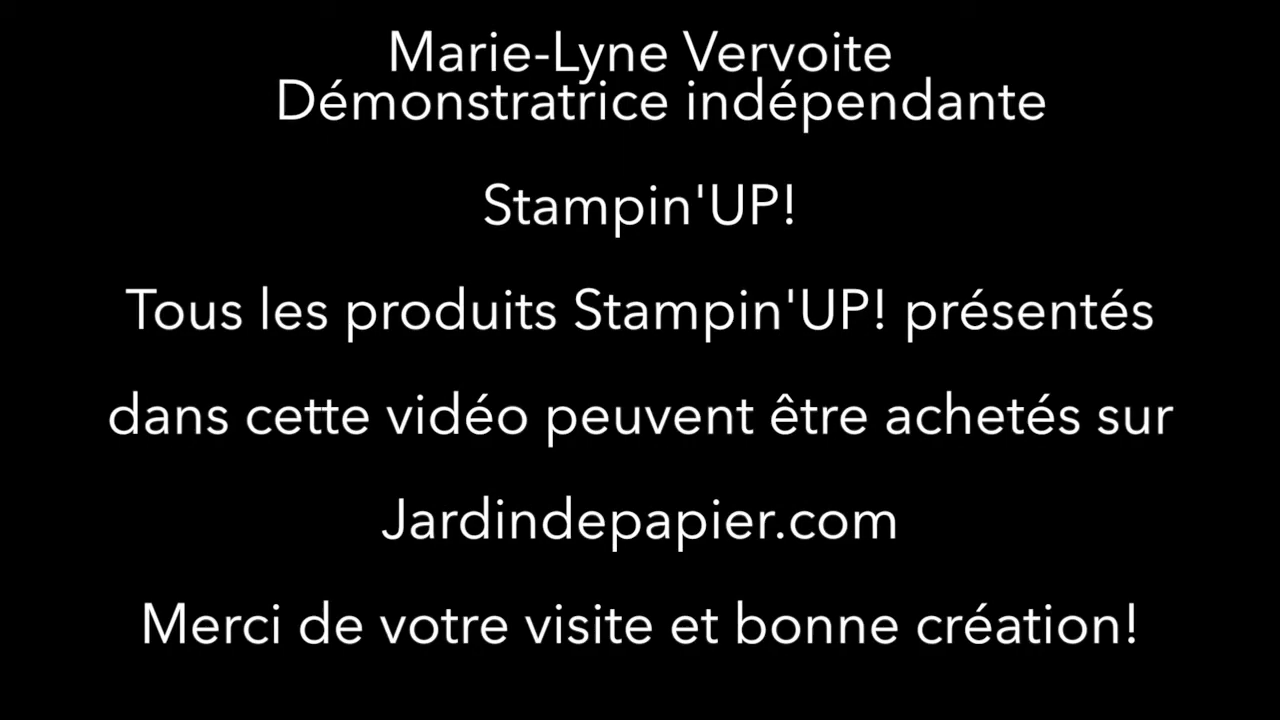 Marie-Lyne Vervoite
Démonstratrice indépendante
Stampin'UP!
Tous les produits Stampin'UP! présentés
dans cette vidéo peuvent être achetés sur
Jardindepapier.com
Merci de votre visite et bonne création!